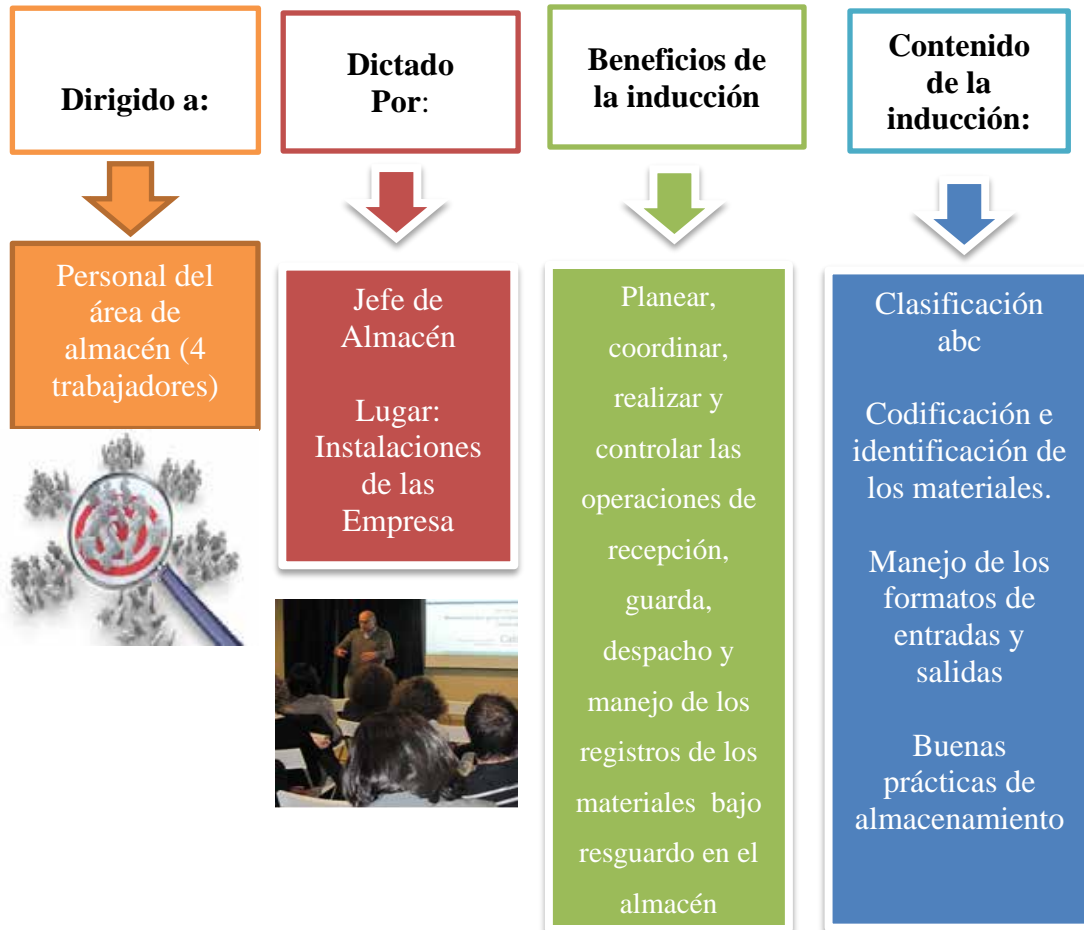 Dirigido a:
Dictado
Por:
Beneficios de
la inducción
Contenido
de la
inducción:
Personal del
área de
almacén (4
trabajadores)
Jefe de
Almacén
Lugar:
Instalaciones
de las
Empresa
Planear,
coordinar,
realizar y
controlar las
operaciones de
recepción,
guarda,
despacho y
manejo de los
registros de los
materiales bajo
resguardo en el
almacén
Clasificación
abc
Codificación e
identificación de
los materiales.
Manejo de los
formatos de
entradas y
salidas
Buenas
prácticas de
almacenamiento